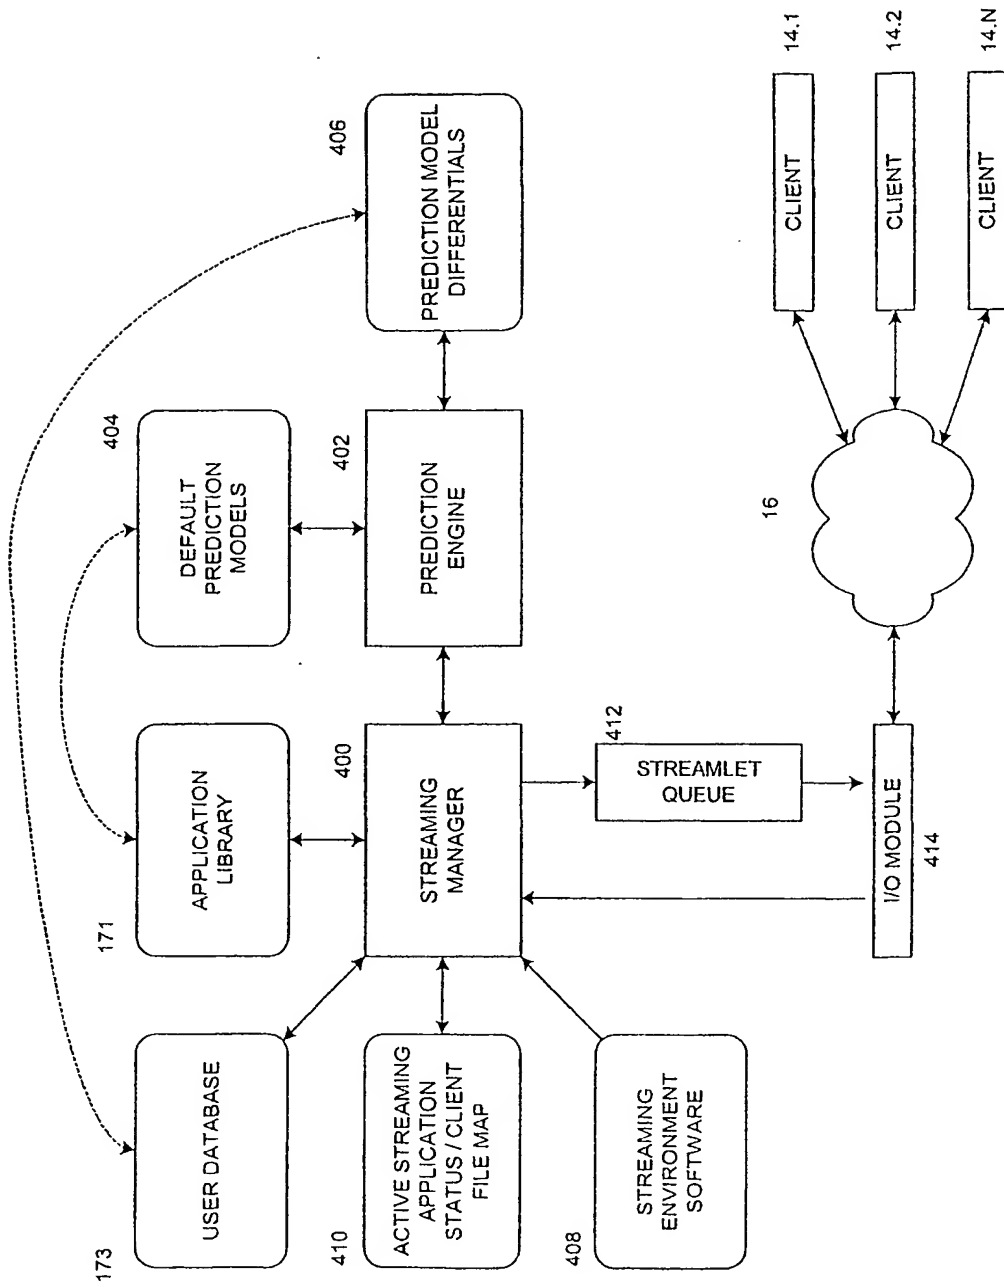 173
USER DATABASE
410
ACTIVE STREAMING
APPLICATION
STATUS / CLIENT
FILE MAP
408
STREAMING
ENVIRONMENT
SOFTWARE
171
APPLICATION
LIBRARY
400
STREAMING
MANAGER
412
STREAMLET
QUEUE
I/O MODULE
414
404
DEFAULT
PREDICTION
MODELS
402
PREDICTION
ENGINE
406
PREDICTION MODEL
DIFFERENTIALS
16
CLIENT
14.1
CLIENT
14.2
CLIENT
14.N